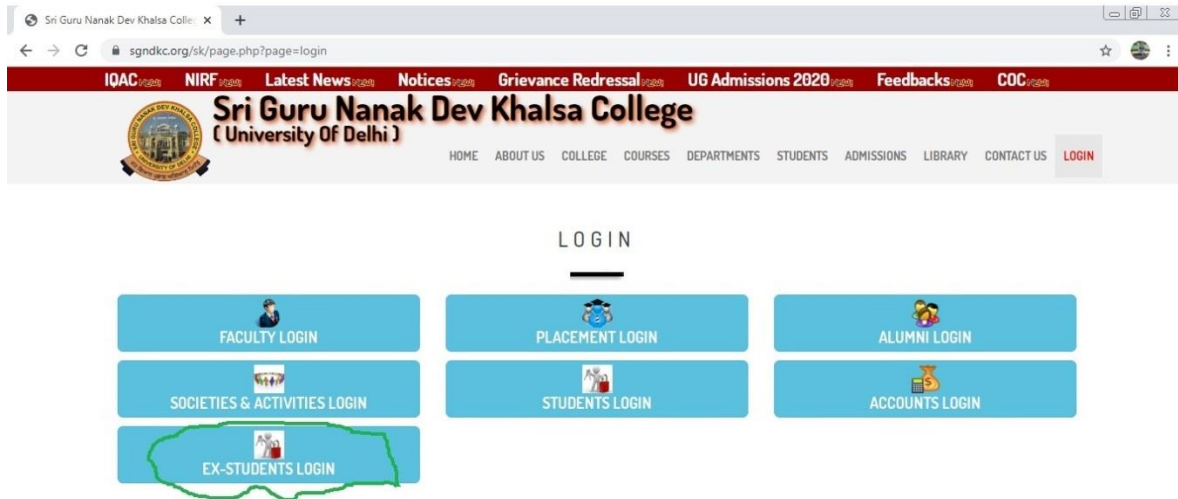 Sri Guru Nanak Dev Khalsa Colle
sgndkc.org/sk/page.php?page=login
IQAC NIRF Latest News Notices Grievance Redressal UG Admissions 2020 Feedbacks COC
Sri Guru Nanak Dev Khalsa College
( University Of Delhi )
HOME ABOUT US COLLEGE COURSES DEPARTMENTS STUDENTS ADMISSIONS LIBRARY CONTACT US LOGIN
LOGIN
FACULTY LOGIN PLACEMENT LOGIN ALUMNI LOGIN
SOCIETIES & ACTIVITIES LOGIN STUDENTS LOGIN ACCOUNTS LOGIN
EX-STUDENTS LOGIN